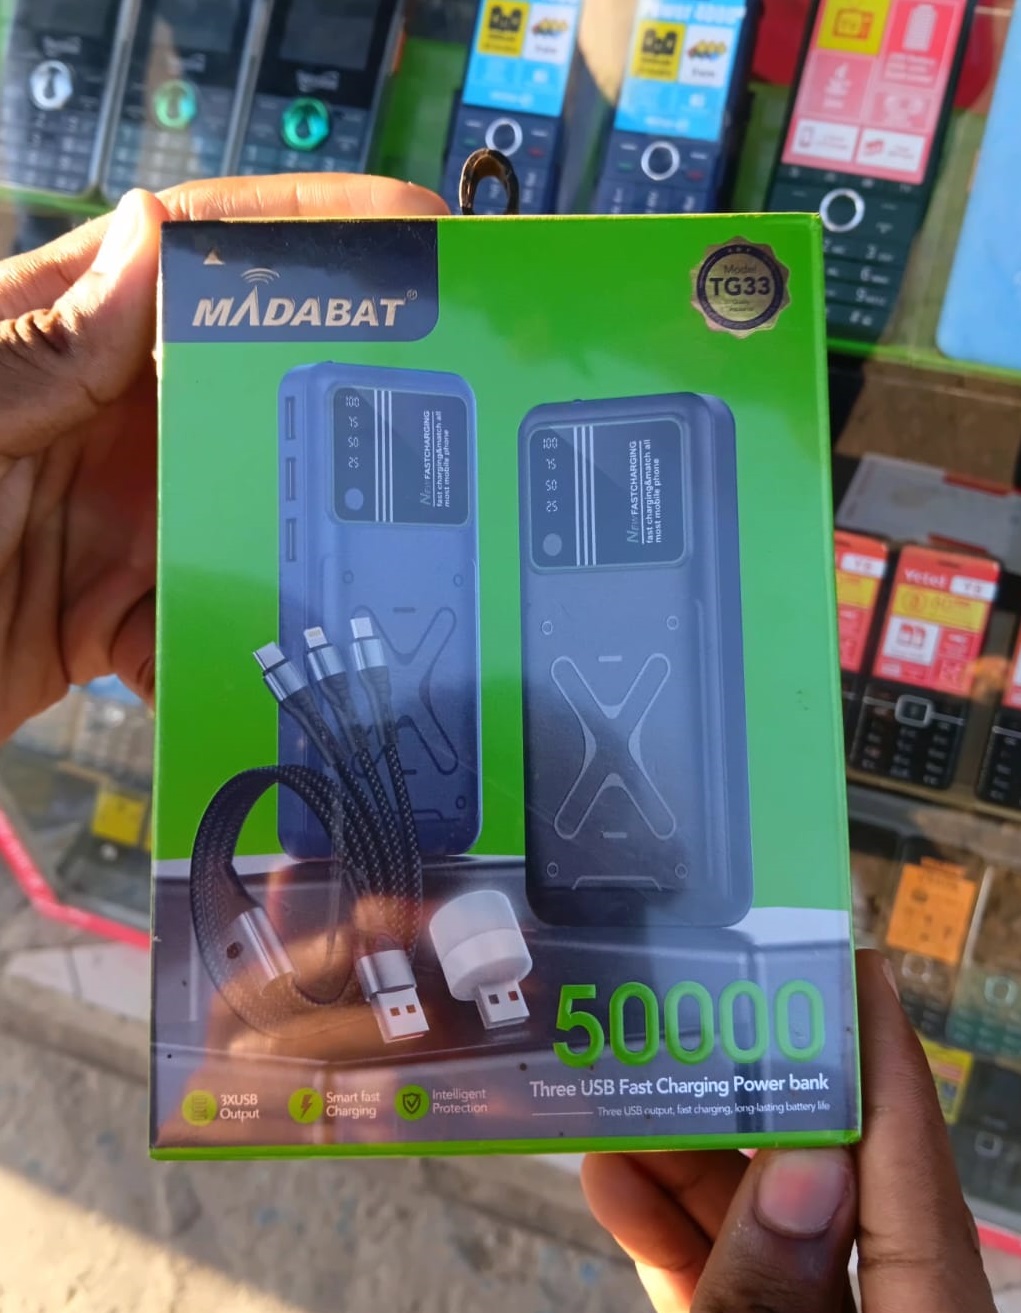 MADABAT®
Model
TG33
Quality
100
75
50
25
New FASTCHARGING
fast charging&match all
most mobile phone
100
75
50
25
New FASTCHARGING
fast charging&match all
most mobile phone
50000
Three USB Fast Charging Power bank
Three USB output, fast charging, long-lasting battery life
3XUSB
Output
Smart fast
Charging
Intelligent
Protection